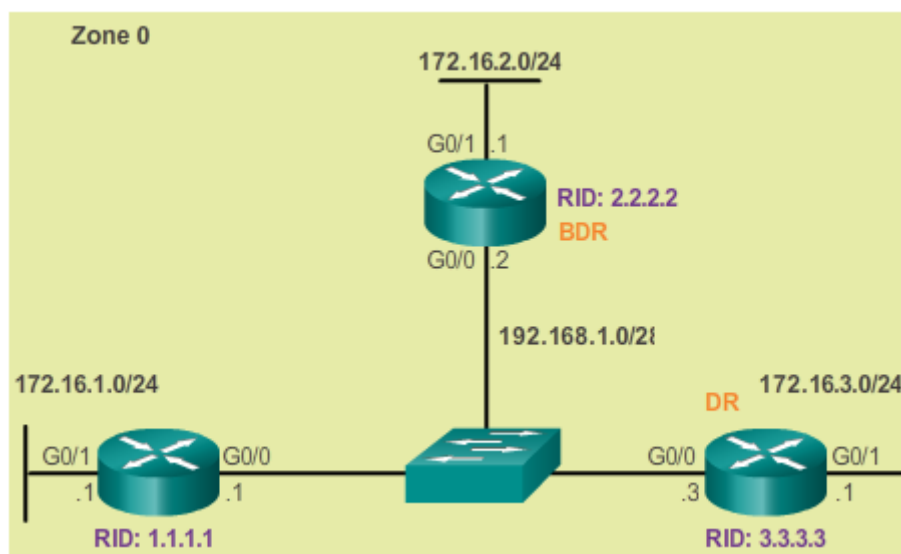 Zone 0
172.16.2.0/24
G0/1 .1
RID: 2.2.2.2
BDR
G0/0 .2
192.168.1.0/28
172.16.1.0/24
DR
172.16.3.0/24
G0/1
G0/0
G0/0
G0/1
.1
.1
.3
.1
RID: 1.1.1.1
RID: 3.3.3.3